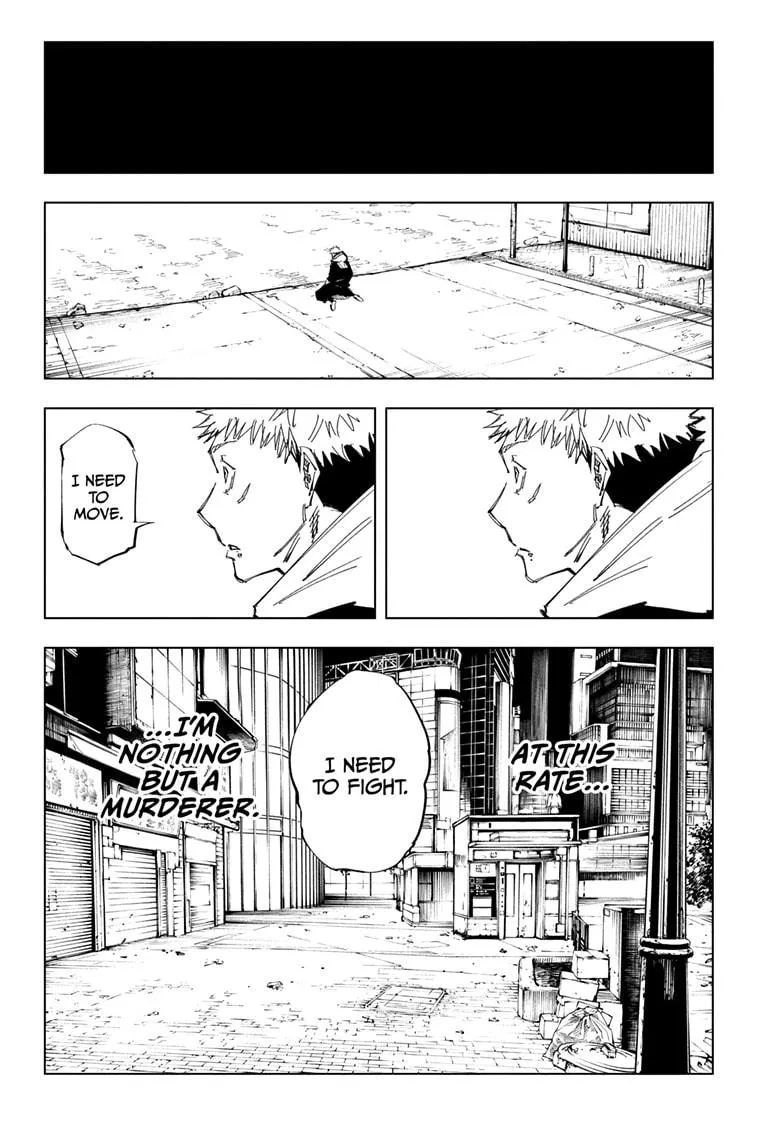 I NEED
TO
MOVE.
AT THIS
RATE...
I NEED
TO FIGHT.
...I'M
NOTHING
BUT A
MURDERER.